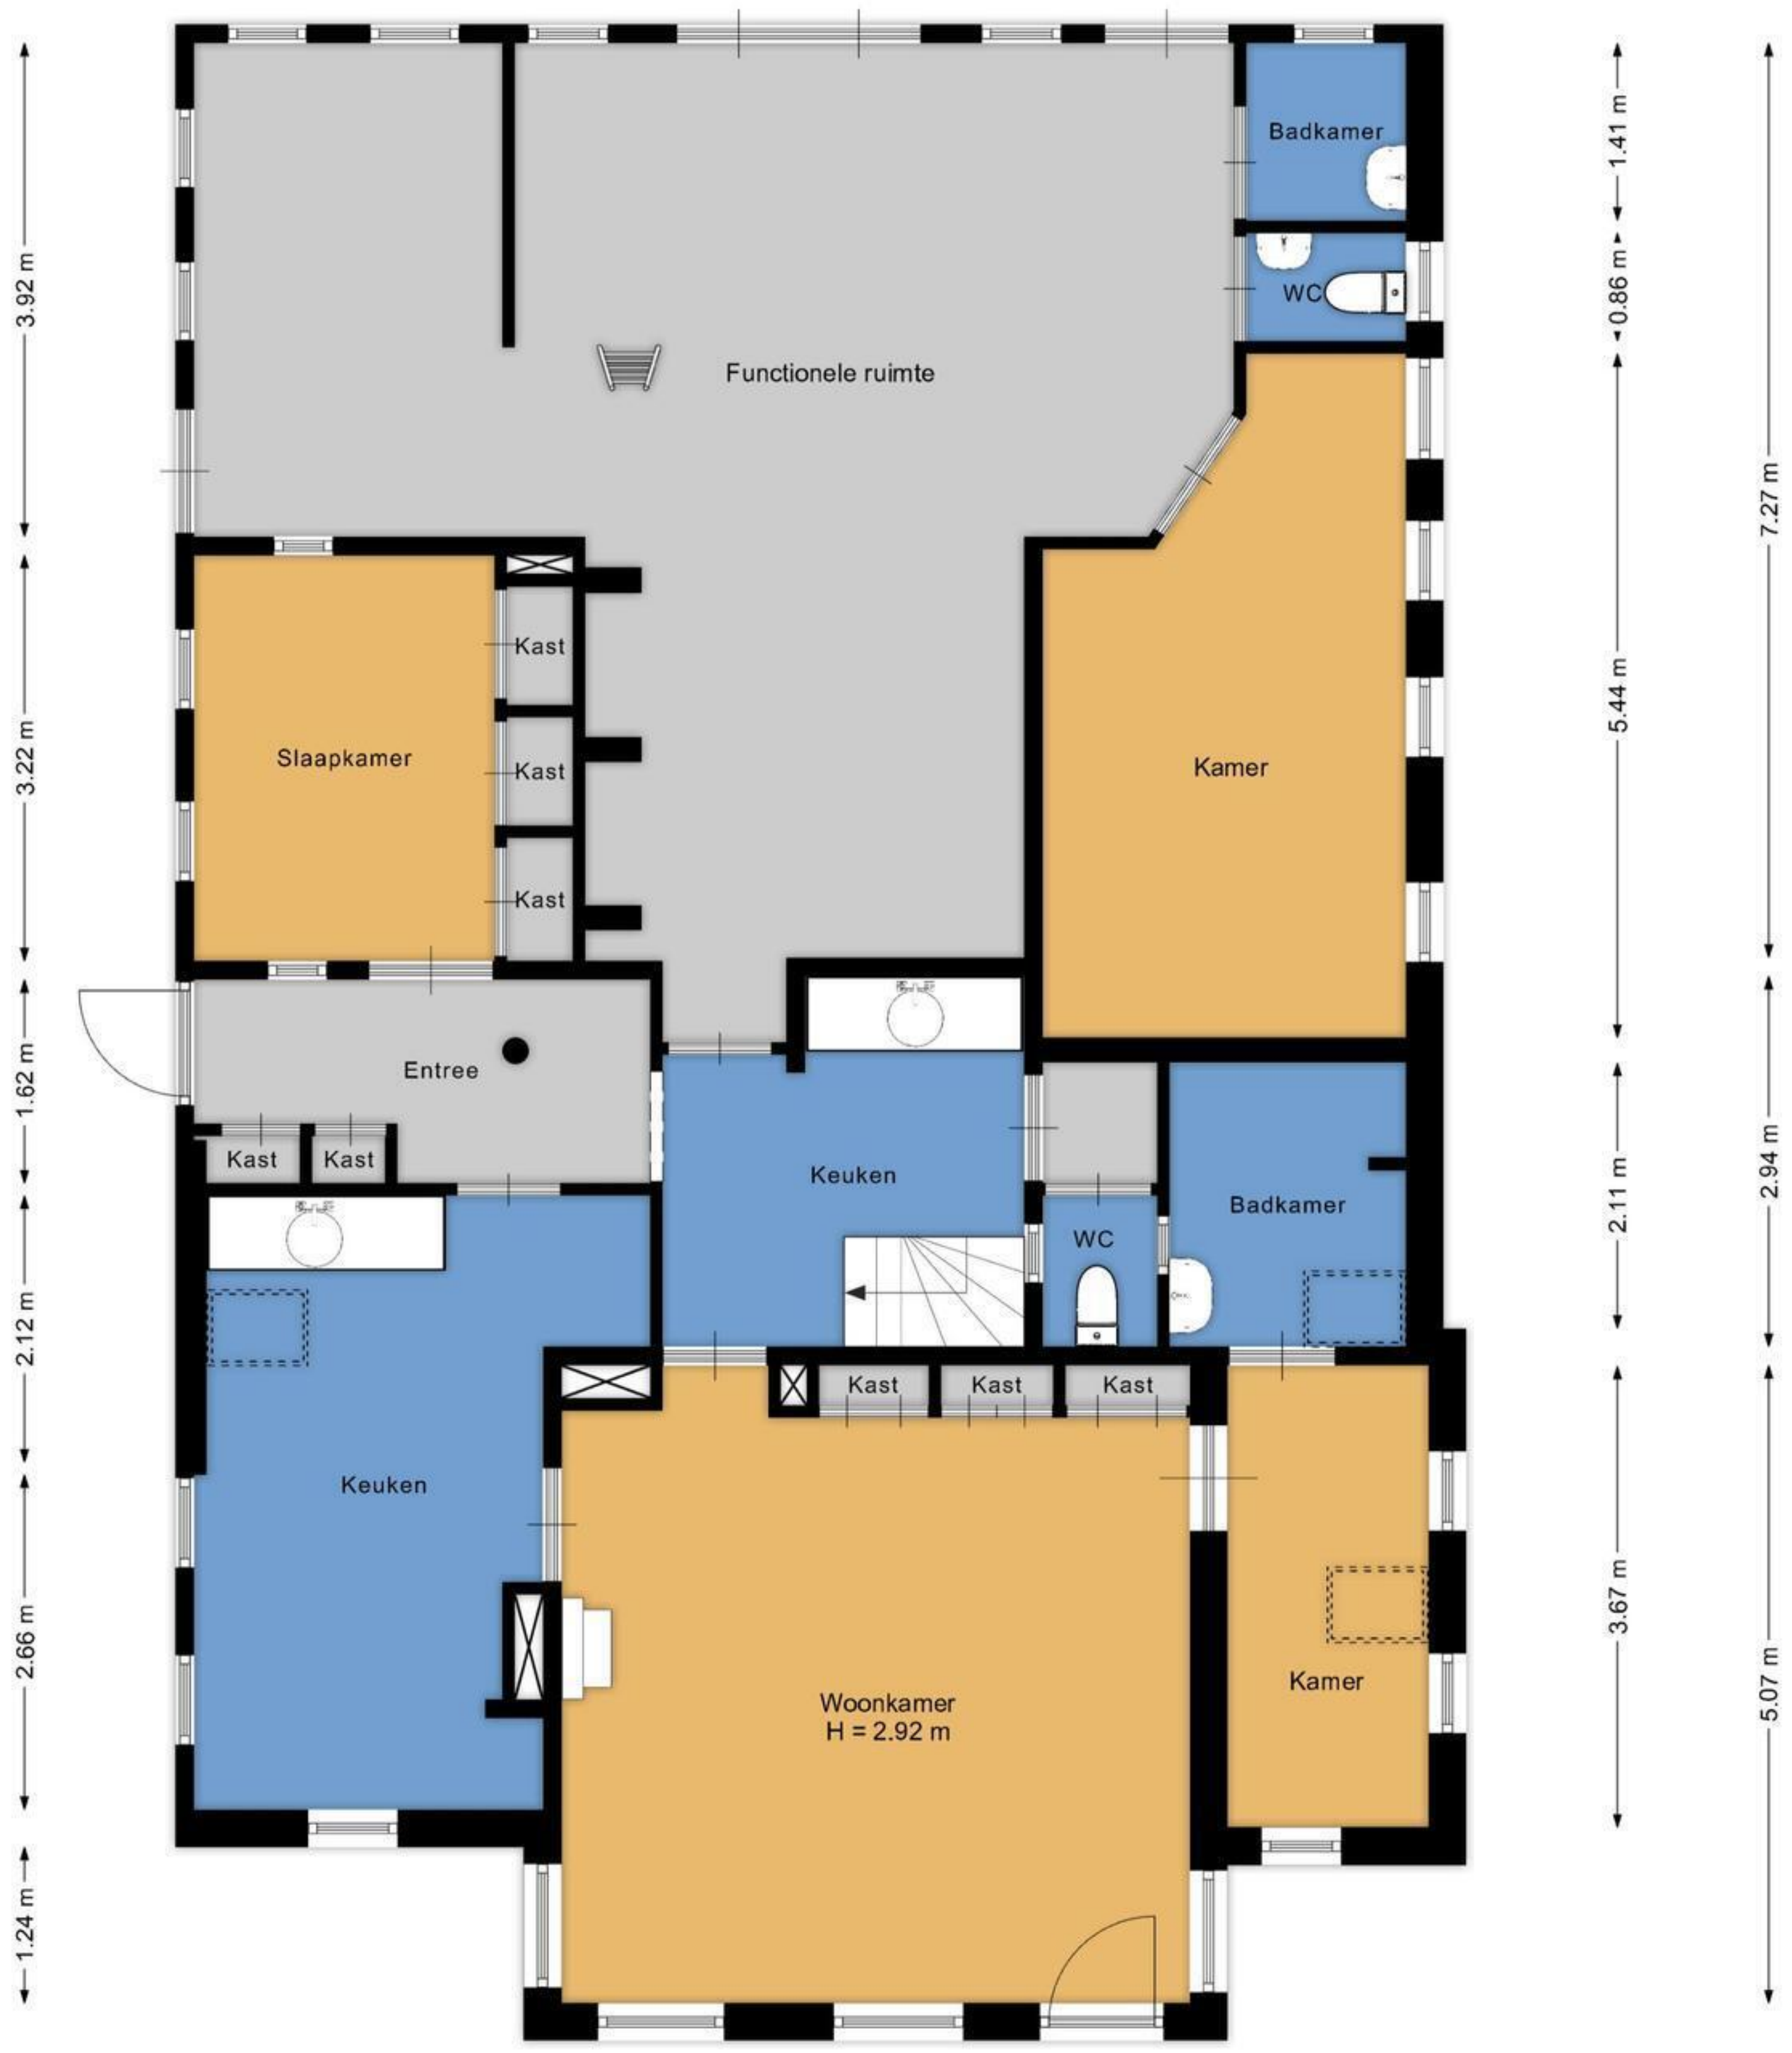 Badkamer
1.41 m
3.92 m
0.86 m
WC
Functionele ruimte
7.27 m
Kast
5.44 m
3.22 m
Slaapkamer
Kast
Kamer
Kast
Entree
1.62 m
Kast
Kast
Keuken
2.94 m
2.11 m
Badkamer
WC
2.12 m
Kast
Kast
Kast
Keuken
3.67 m
2.66 m
Kamer
5.07 m
Woonkamer
H = 2.92 m
1.24 m